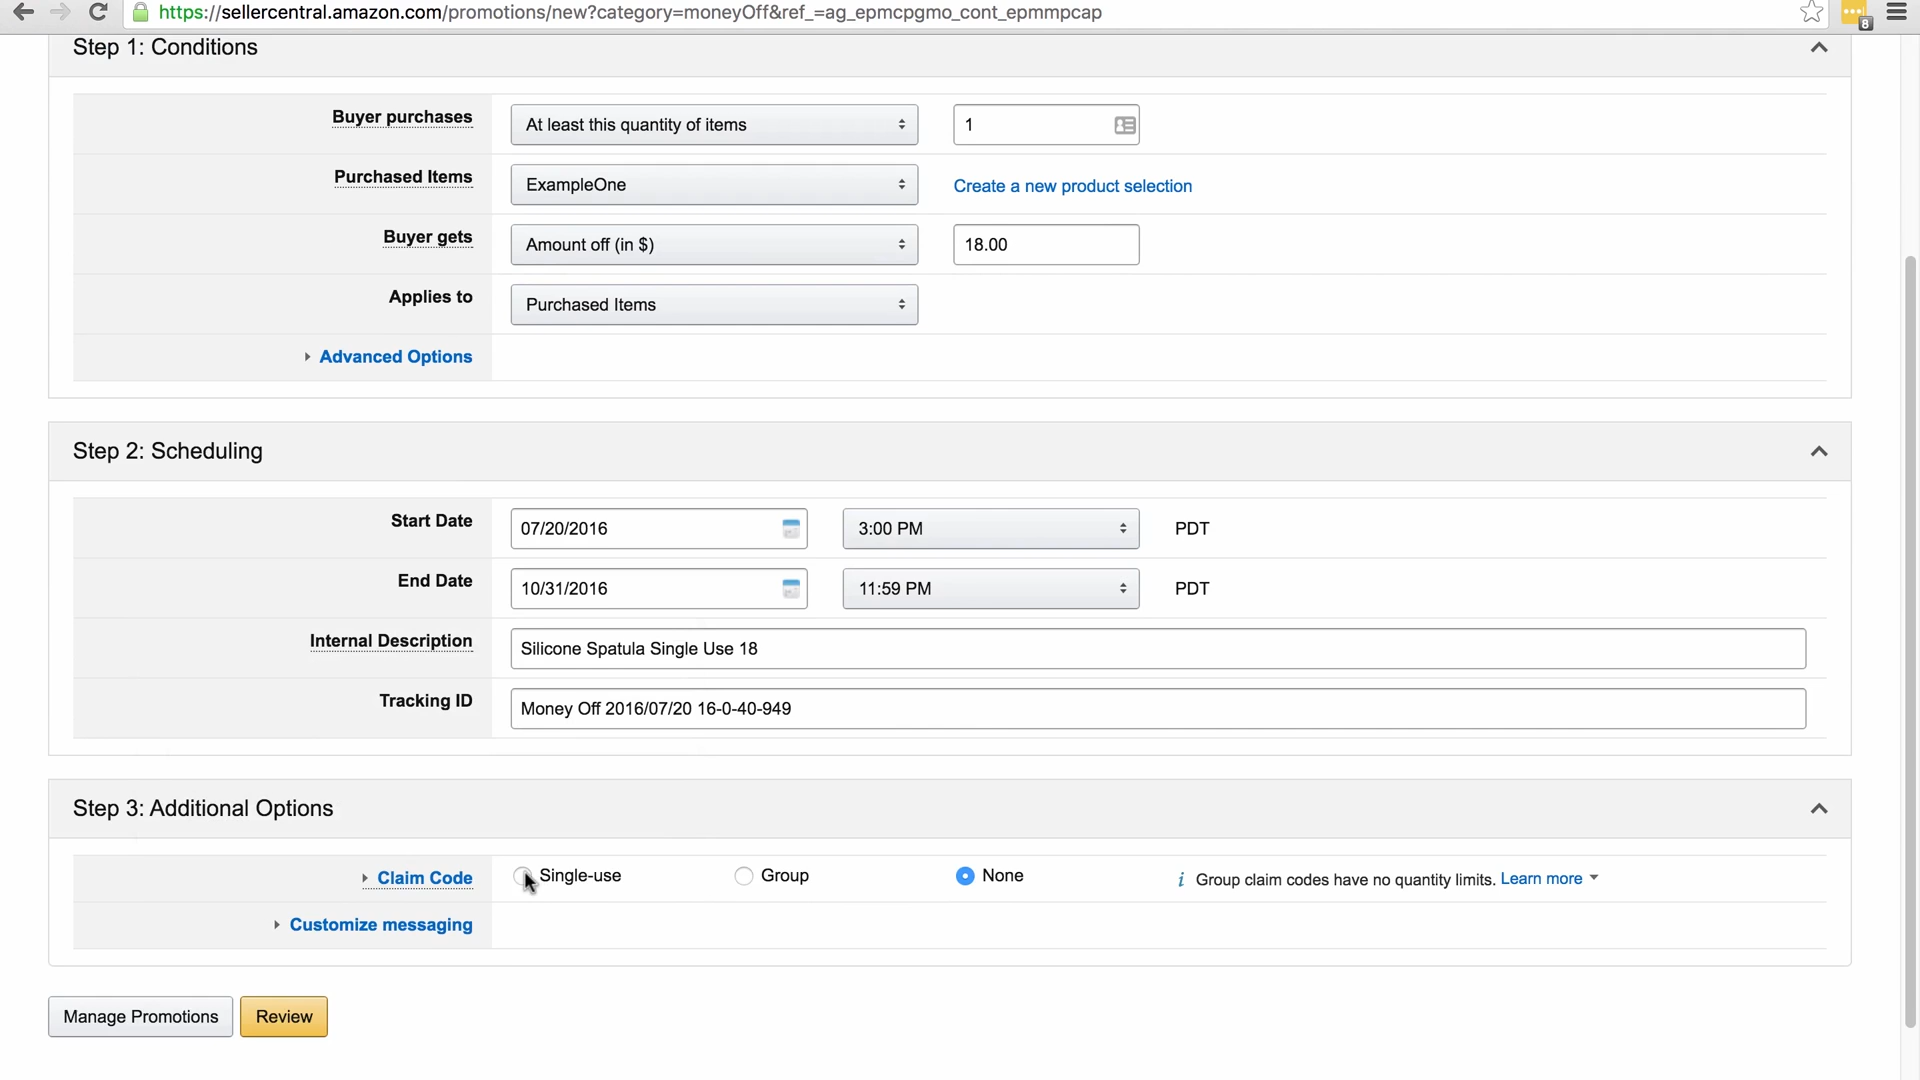 https://sellercentral.amazon.com/promotions/new?category=moneyOff&ref_=ag_epmcpgmo_cont_epmmpcap
8
Step 1: Conditions
Buyer purchases At least this quantity of items 1
Purchased Items ExampleOne Create a new product selection
Buyer gets Amount off (in $) 18.00
Applies to Purchased Items
Advanced Options
Step 2: Scheduling
Start Date 07/20/2016 3:00 PM PDT
End Date 10/31/2016 11:59 PM PDT
Internal Description Silicone Spatula Single Use 18
Tracking ID Money Off 2016/07/20 16-0-40-949
Step 3: Additional Options
Claim Code Single-use Group None i Group claim codes have no quantity limits. Learn more
Customize messaging
Manage Promotions Review